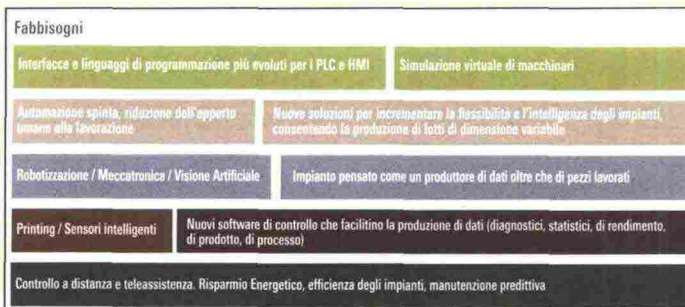 Fabbisogni
Interfacce e linguaggi di programmazione più evoluti per i PLC e HMI
Simulazione virtuale di macchinari
Automazione spinta, riduzione dell'apporto
umano alla lavorazione
Nuove soluzioni per incrementare la flessibilità e l'intelligenza degli impianti,
consentendo la produzione di lotti di dimensione variabile
Robotizzazione / Meccatronica / Visione Artificiale
Impianto pensato come un produttore di dati oltre che di pezzi lavorati
Printing / Sensori intelligenti
Nuovi software di controllo che facilitino la produzione di dati (diagnostici, statistici, di rendimento,
di prodotto, di processo)
Controllo a distanza e teleassistenza. Risparmio Energetico, efficienza degli impianti, manutenzione predittiva